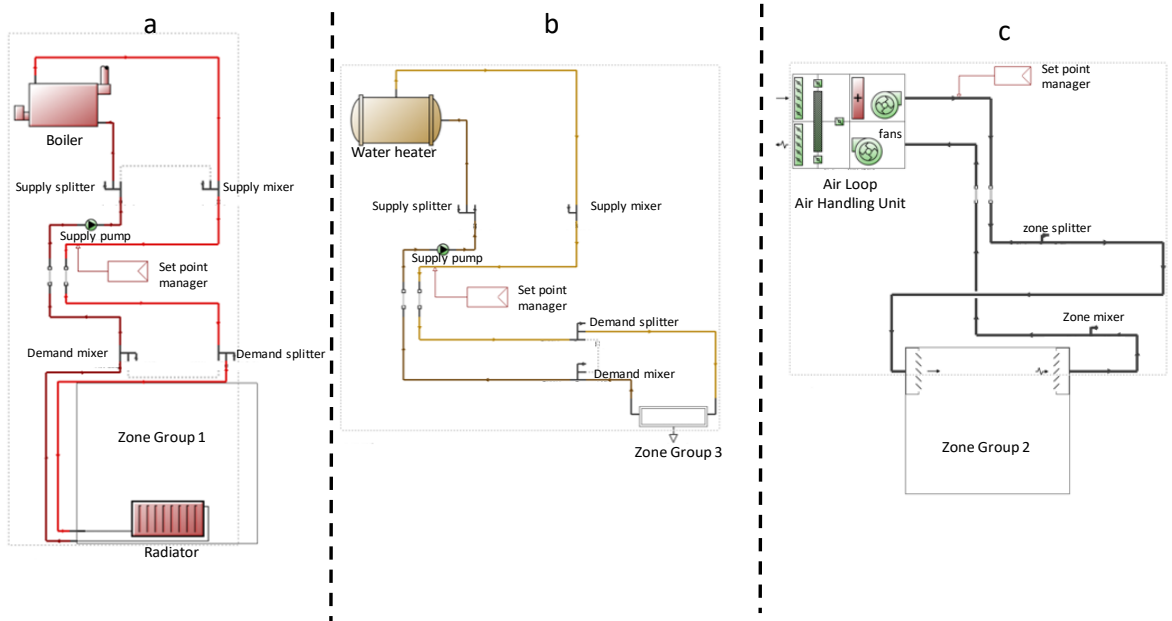 a
Boiler
Supply splitter
Supply mixer
Supply pump
Set point
manager
Demand mixer
Demand splitter
Zone Group 1
Radiator
b
Water heater
Supply splitter
Supply mixer
Supply pump
Set point
manager
Demand splitter
Demand mixer
Zone Group 3
c
Set point
manager
fans
Air Loop
Air Handling Unit
zone splitter
Zone mixer
Zone Group 2